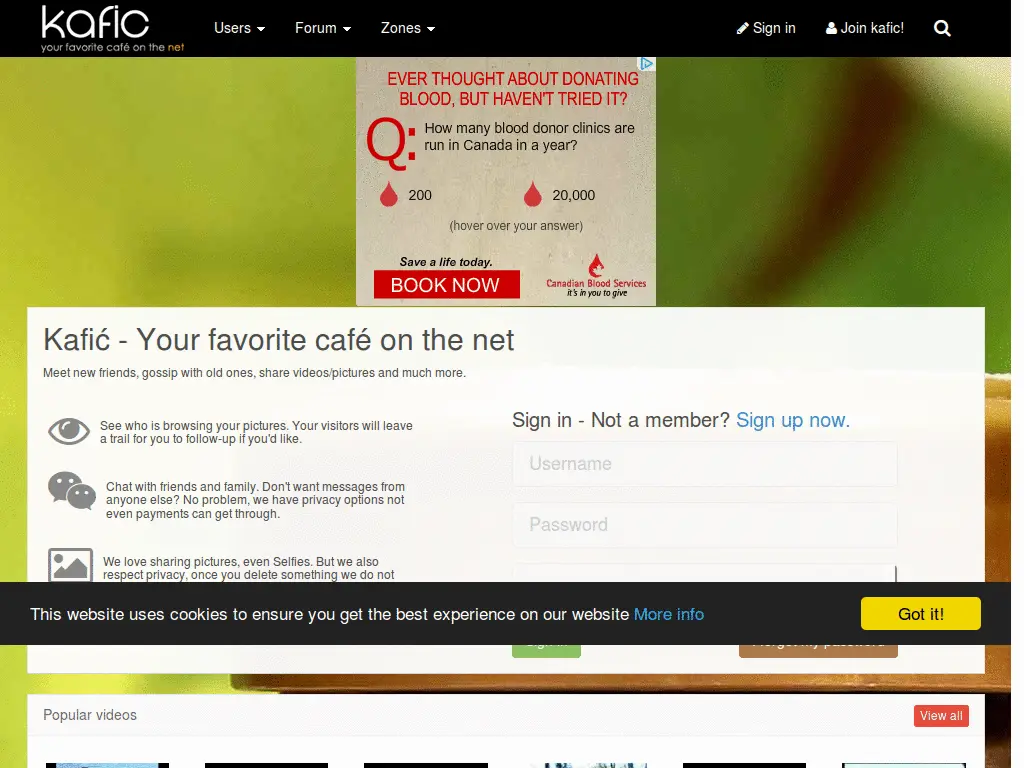 kafic
your favorite café on the net
Users
Forum
Zones
Sign in
Join kafic!
EVER THOUGHT ABOUT DONATING
BLOOD, BUT HAVEN'T TRIED IT?
Q:
How many blood donor clinics are
run in Canada in a year?
200
20,000
(hover over your answer)
Save a life today.
BOOK NOW
Canadian Blood Services
it's in you to give
Kafić - Your favorite café on the net
Meet new friends, gossip with old ones, share videos/pictures and much more.
See who is browsing your pictures. Your visitors will leave
a trail for you to follow-up if you'd like.
Chat with friends and family. Don't want messages from
anyone else? No problem, we have privacy options not
even payments can get through.
We love sharing pictures, even Selfies. But we also
respect privacy, once you delete something we do not
Sign in - Not a member? Sign up now.
Username
Password
This website uses cookies to ensure you get the best experience on our website More info
Got it!
Popular videos
View all